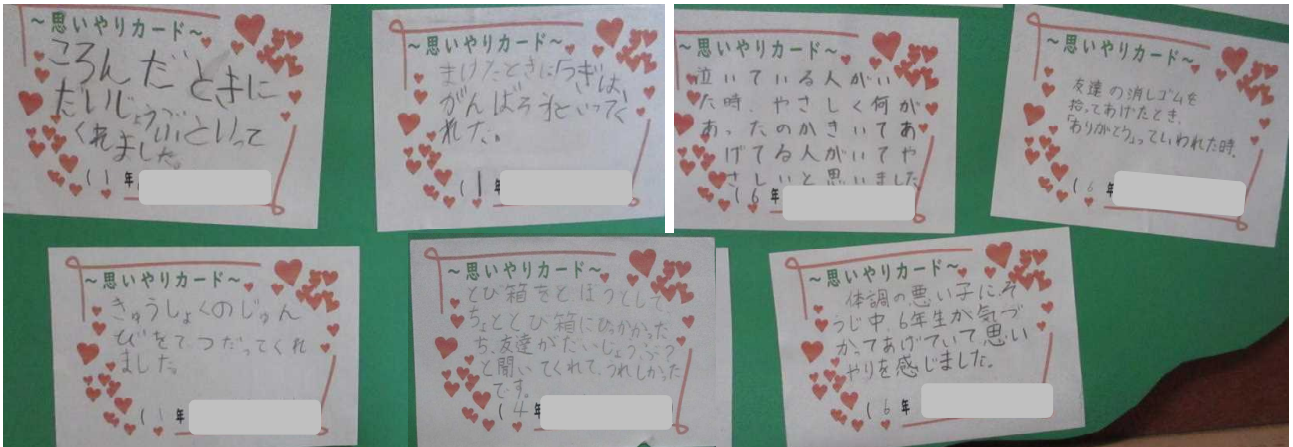 ～思いやりカード～
ころんだときに
だいじょうぶといって
くれました。
(1年
～思いやりカード～
まけたときに「つぎは、
がんばろう」といってく
れた。
(1年
～思いやりカード～
泣いている人がい
た時、やさしく何が
あったのかきいてあ
げてる人がいてや
さしいと思いました
(6年
～思いやりカード～
友達の消しゴムを
拾ってあげたとき、
「ありがとう」っていわれた時。
(6年
～思いやりカード～
きゅうしょくのじゅん
びをてつだってくれ
ました。
(1年
～思いやりカード～
とび箱をとぼうとして
ちょととび箱にひっかかった
ら、友達がだいじょうぶ?
と聞いてくれて、うれしかった
です。
(4年
～思いやりカード～
体調の悪い子に、そ
うじ中、6年生が気づ
かってあげていて思い
やりを感じました。
(6年